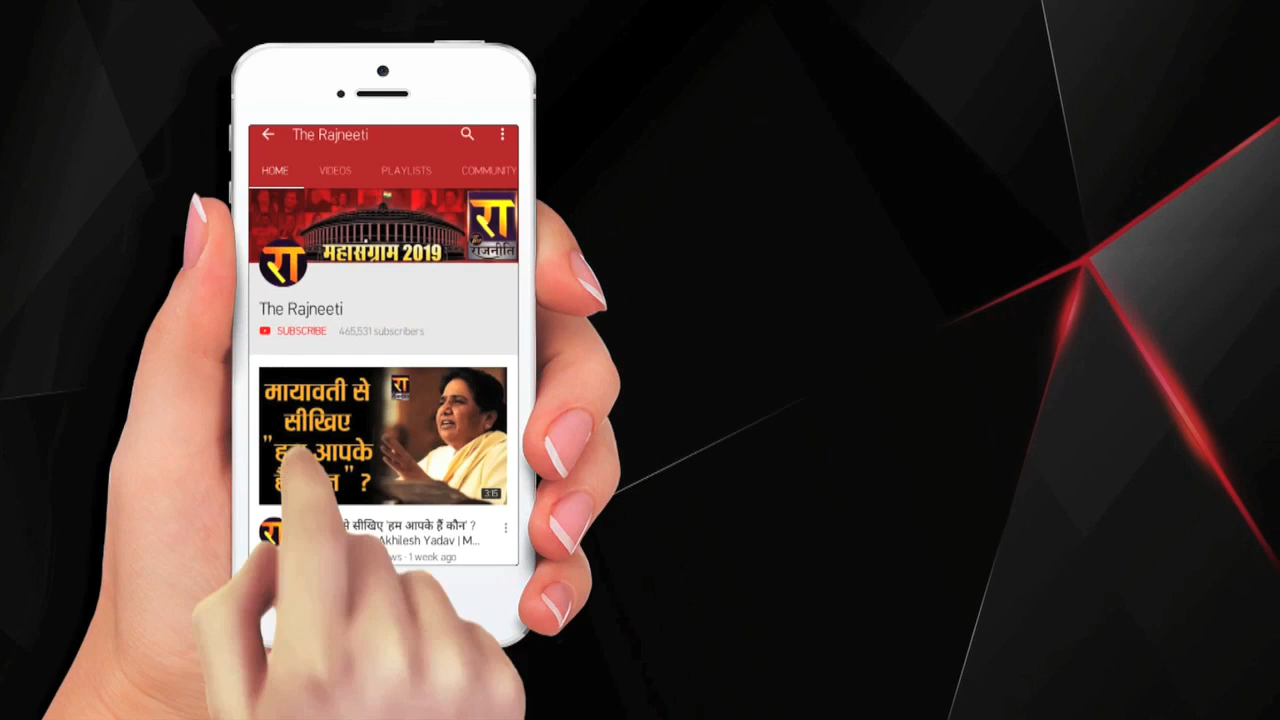 The Rajneeti
HOME VIDEOS PLAYLISTS COMMUNITY
महासंग्राम 2019
रा
The
राजनीति
रा
The Rajneeti
SUBSCRIBE 465,531 subscribers
मायावती से
सीखिए
" आपके
" ?
रा
3:15
रा
से सीखिए 'हम आपके हैं कौन' ?
Akhilesh Yadav | M...
1 week ago